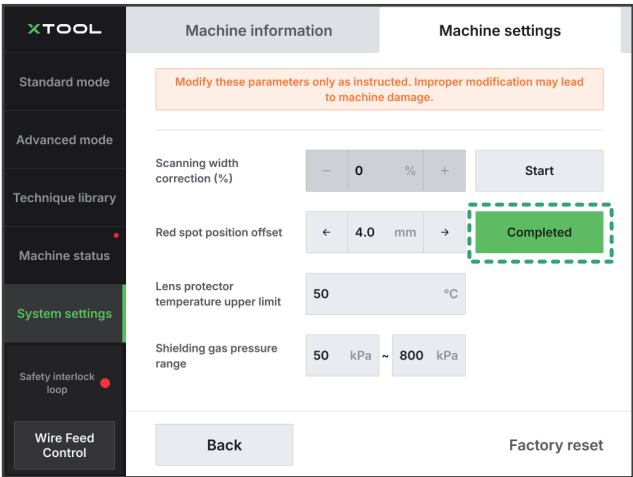 XTOOL
Machine information
Machine settings
Standard mode
Advanced mode
Technique library
Machine status
System settings
Safety interlock
loop
Wire Feed
Control
Modify these parameters only as instructed. Improper modification may lead
to machine damage.
Scanning width
correction (%)
− 0 % +
Start
Red spot position offset
← 4.0 mm →
Completed
Lens protector
temperature upper limit
50 °C
Shielding gas pressure
range
50 kPa ~ 800 kPa
Back
Factory reset